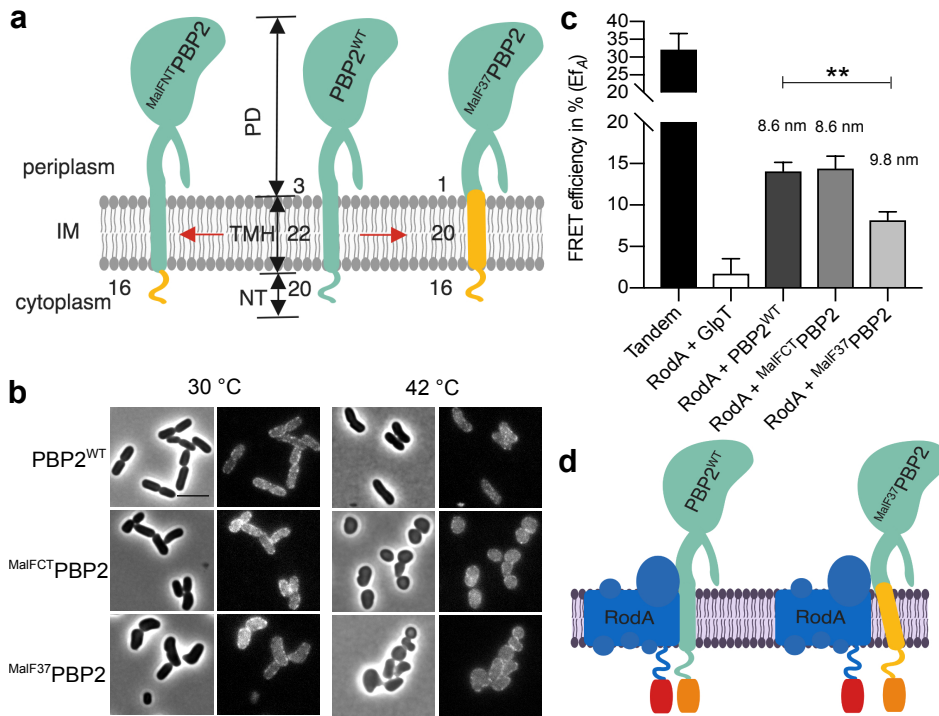 a
MalFNTPBP2
PBP2WT
MalF37PBP2
PD
periplasm
3
1
IM
TMH
22
20
16
NT
20
16
cytoplasm
b
30 °C
42 °C
PBP2WT
MalFCTPBP2
MalF37PBP2
c
FRET efficiency in % (EfA)
40
35
30
25
20
20
15
10
5
0
**
8.6 nm
8.6 nm
9.8 nm
Tandem
RodA + GlpT
RodA + PBP2WT
RodA + MalFCTPBP2
RodA + MalF37PBP2
d
PBP2WT
MalF37PBP2
RodA
RodA